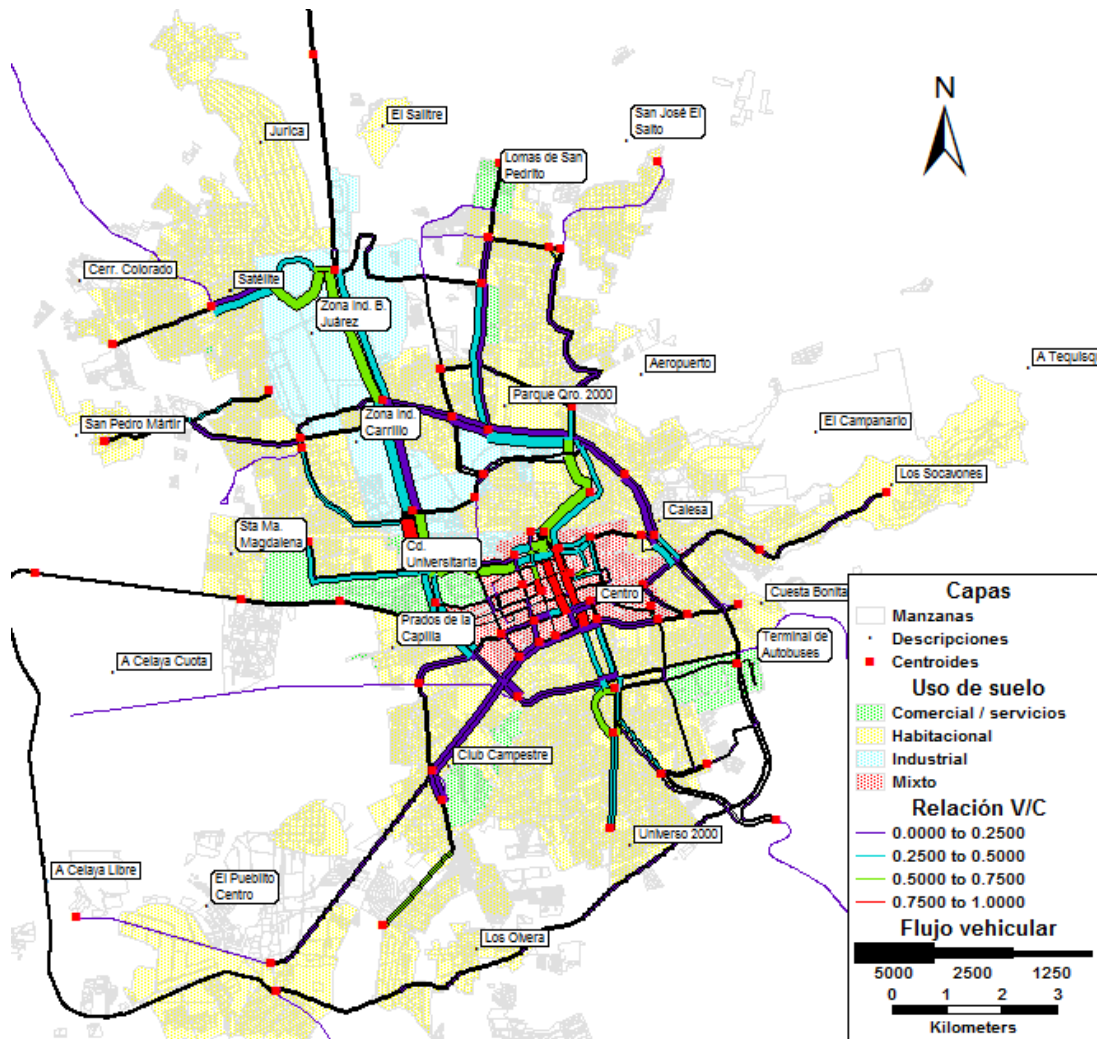 N
El Salitre
San José El
Salto
Jurica
Lomas de San
Pedrito
Cerr. Colorado
Satélite
Zona Ind. B.
Juárez
Aeropuerto
A Tequisq
Parque Qro. 2000
San Pedro Mártir
Zona Ind.
Carrillo
El Campanario
Los Socavones
Sta Ma.
Magdalena
Calesa
Cd.
Universitaria
Centro
Cuesta Bonita
Prados de la
Capilla
Terminal de
Autobuses
A Celaya Cuota
Club Campestre
Universo 2000
A Celaya Libre
El Pueblito
Centro
Los Olvera
Capas
Manzanas
Descripciones
Centroides
Uso de suelo
Comercial / servicios
Habitacional
Industrial
Mixto
Relación V/C
0.0000 to 0.2500
0.2500 to 0.5000
0.5000 to 0.7500
0.7500 to 1.0000
Flujo vehicular
5000 2500 1250
0 1 2 3
Kilometers